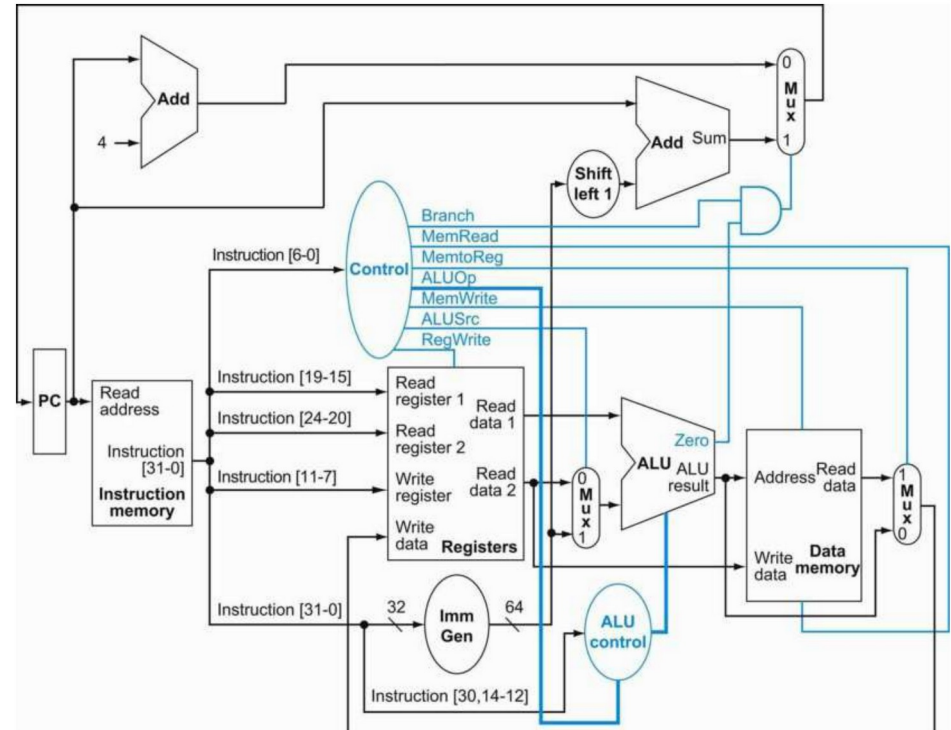 Add
4
0
Mux
1
Add Sum
Shift
left 1
Branch
MemRead
MemtoReg
ALUOp
MemWrite
ALUSrc
RegWrite
Control
Instruction [6-0]
Instruction [19-15]
Instruction [24-20]
Instruction [11-7]
Instruction [31-0]
PC
Read
address
Instruction
[31-0]
Instruction
memory
Read
register 1
Read
register 2
Write
register
Write
data
Read
data 1
Read
data 2
Registers
0
Mux
1
Zero
ALU
ALU
result
Address
Read
data
Write
data
Data
memory
1
Mux
0
32
Imm
Gen
64
ALU
control
Instruction [30,14-12]